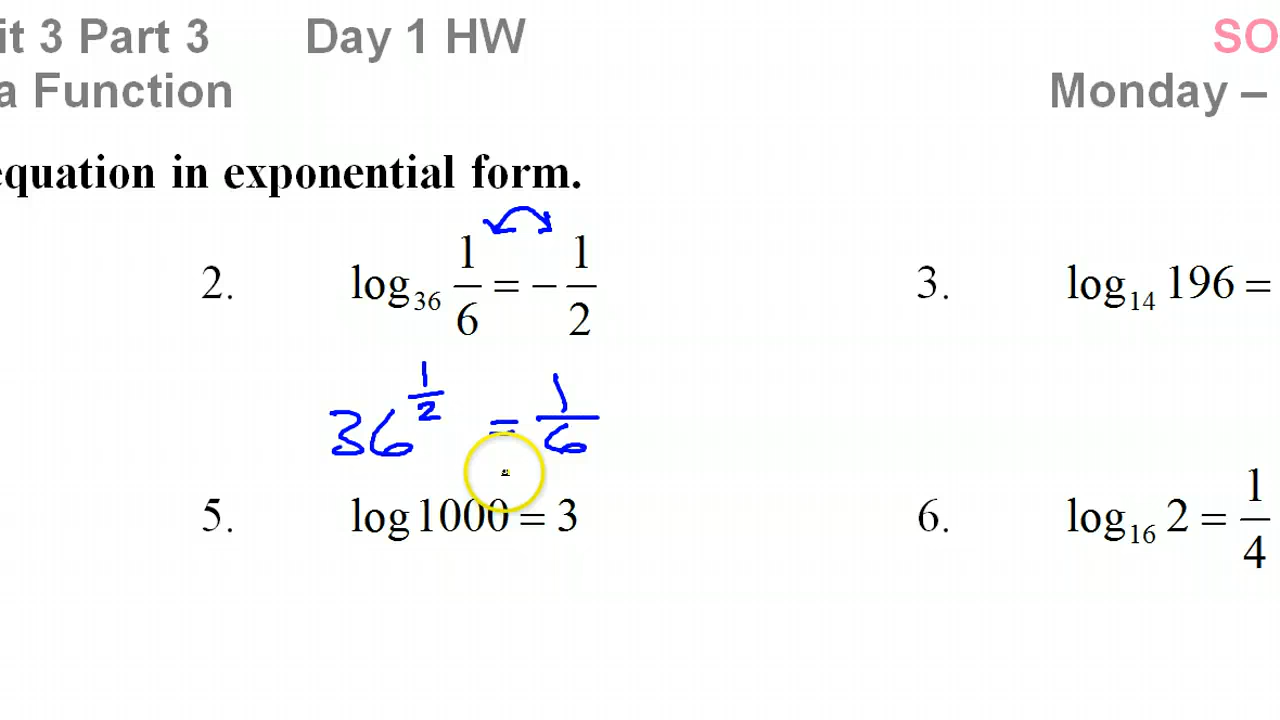 it 3 Part 3 Day 1 HW SO
a Function Monday –
equation in exponential form.
2. log₃₆ 1/6 = - 1/2 3. log₁₄ 196 =
36^(1/2) = 1/6
5. log 1000 = 3 6. log₁₆ 2 = 1/4